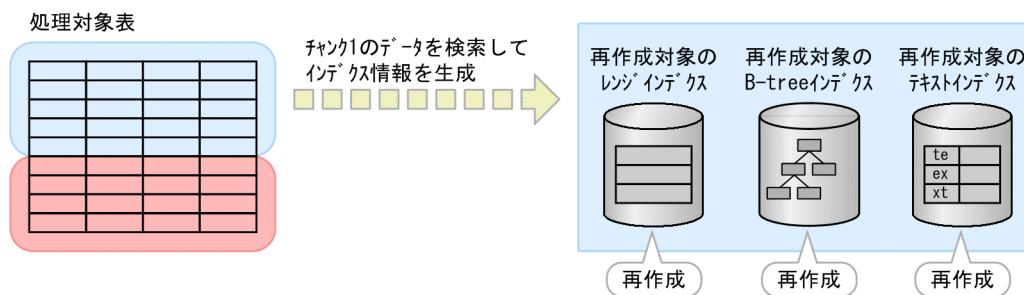 処理対象表
ﾁｬﾝｸ1のﾃﾞｰﾀを検索して
ｲﾝﾃﾞｸｽ情報を生成
再作成対象の
ﾚﾝｼﾞｲﾝﾃﾞｸｽ
再作成対象の
B-treeｲﾝﾃﾞｸｽ
再作成対象の
ﾃｷｽﾄｲﾝﾃﾞｸｽ
te
ex
xt
再作成
再作成
再作成